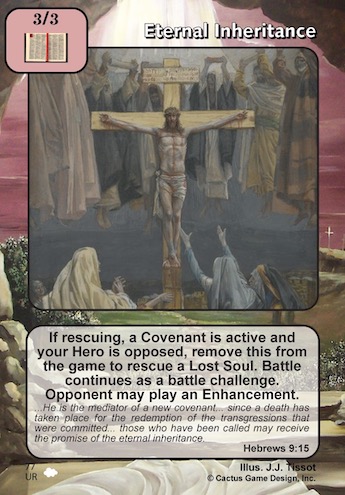 3/3
Eternal Inheritance
If rescuing, a Covenant is active and
your Hero is opposed, remove this from
the game to rescue a Lost Soul. Battle
continues as a battle challenge.
Opponent may play an Enhancement.
...He is the mediator of a new covenant... since a death has
taken place for the redemption of the transgressions that
were committed... those who have been called may receive
the promise of the eternal inheritance.
Hebrews 9:15
Illus. J.J. Tissot
UR
© Cactus Game Design, Inc.